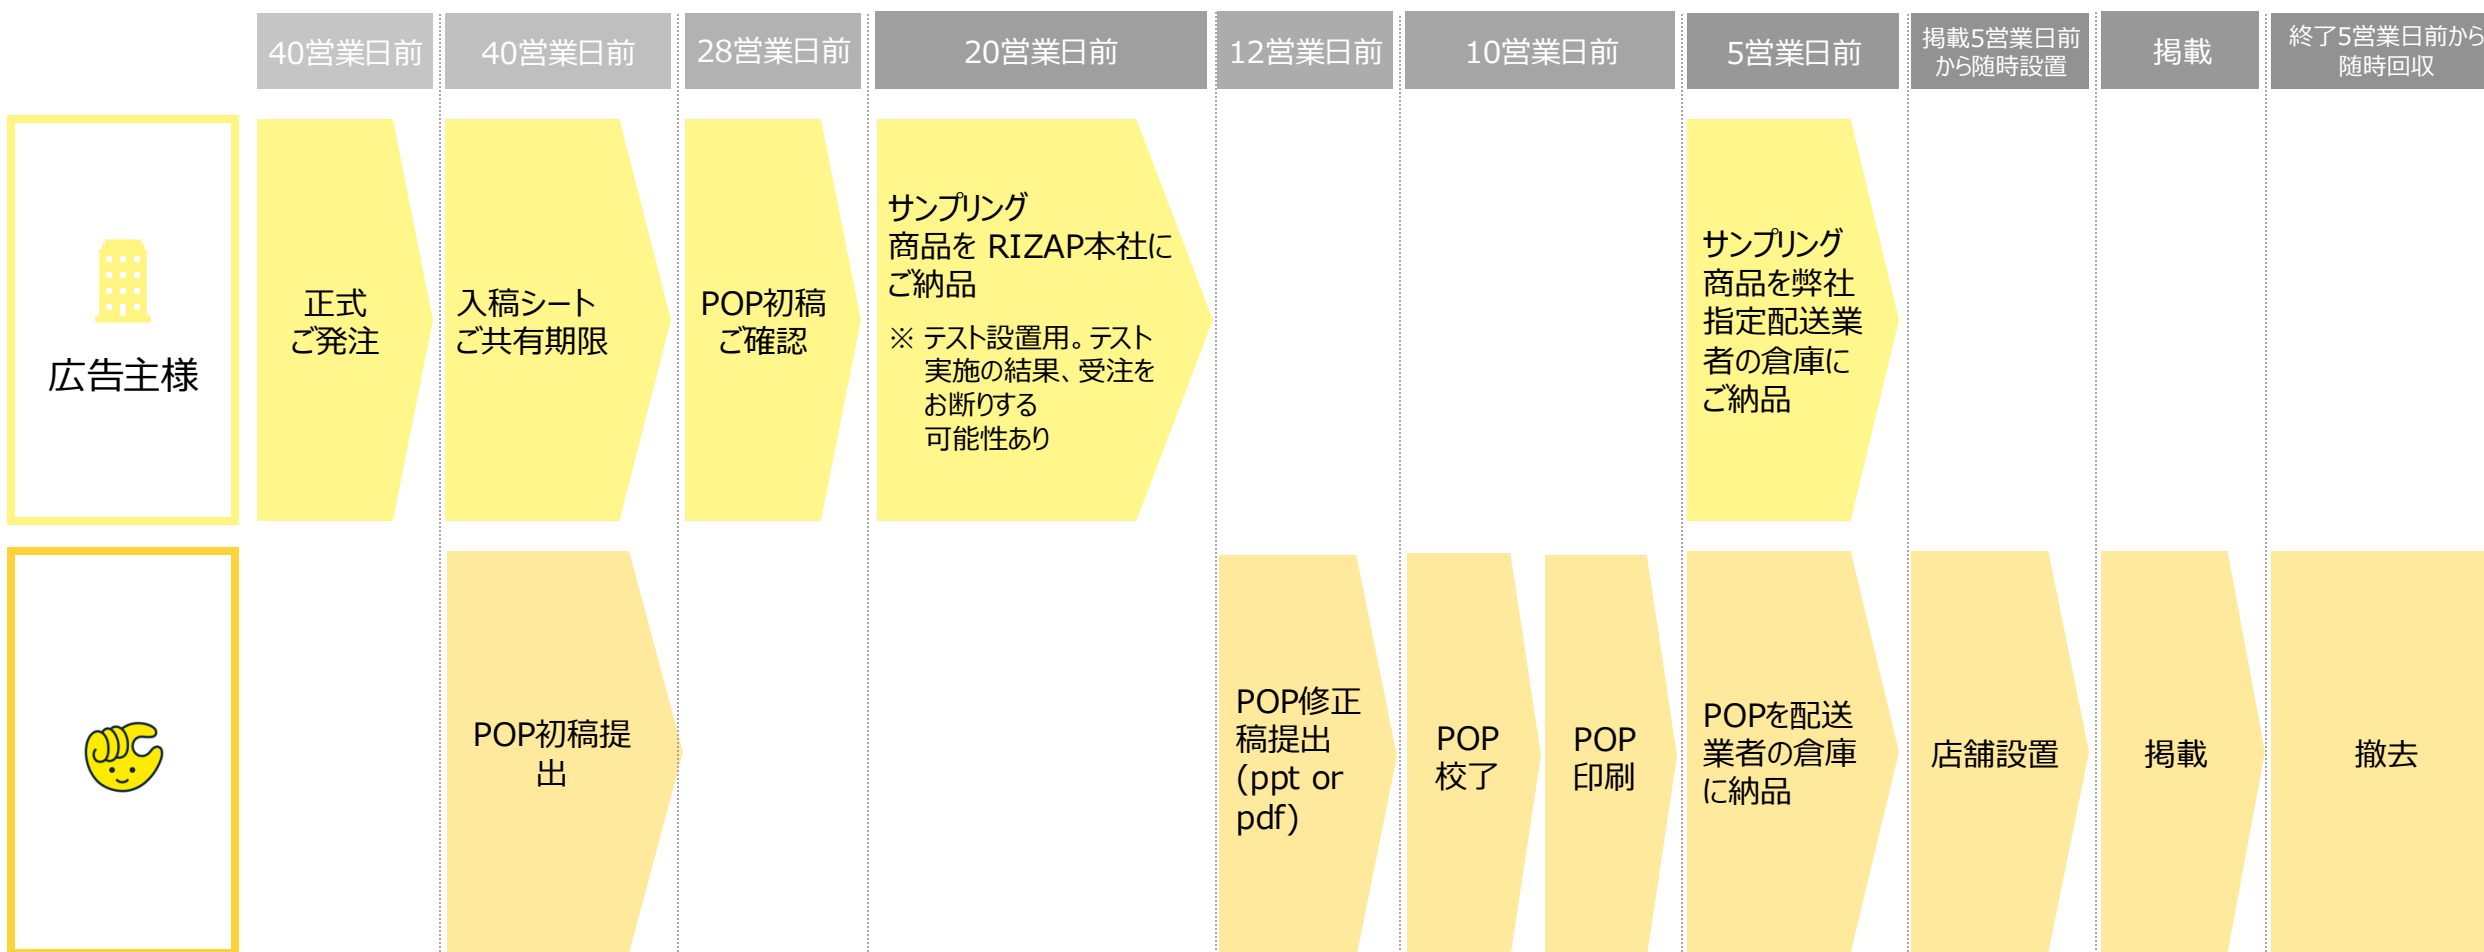 40営業日前
40営業日前
28営業日前
20営業日前
12営業日前
10営業日前
5営業日前
掲載5営業日前
から随時設置
掲載
終了5営業日前から
随時回収
広告主様
正式
ご発注
入稿シート
ご共有期限
POP初稿
ご確認
サンプリング
商品を RIZAP本社に
ご納品
※ テスト設置用。テスト
実施の結果、受注を
お断りする
可能性あり
サンプリング
商品を弊社
指定配送業
者の倉庫に
ご納品
POP初稿提
出
POP修正
稿提出
(ppt or
pdf)
POP
校了
POP
印刷
POPを配送
業者の倉庫
に納品
店舗設置
掲載
撤去